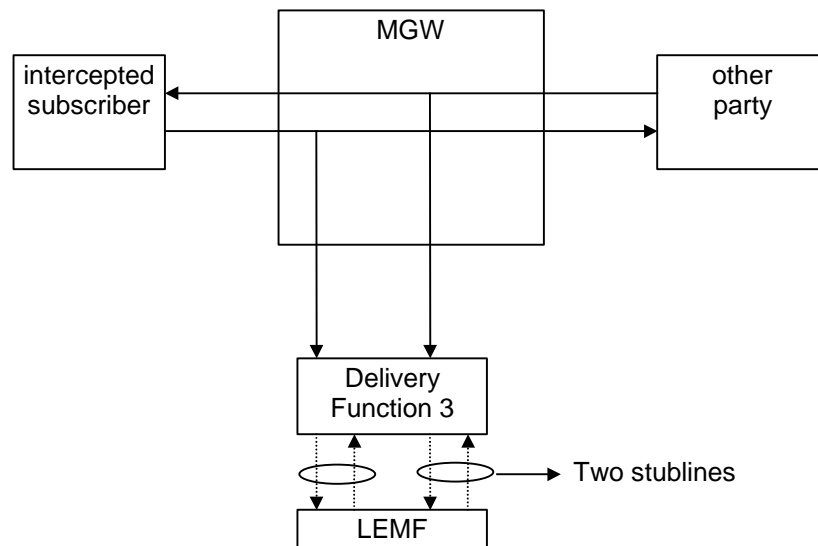 MGW
intercepted
subscriber
other
party
Delivery
Function 3
Two stublines
LEMF